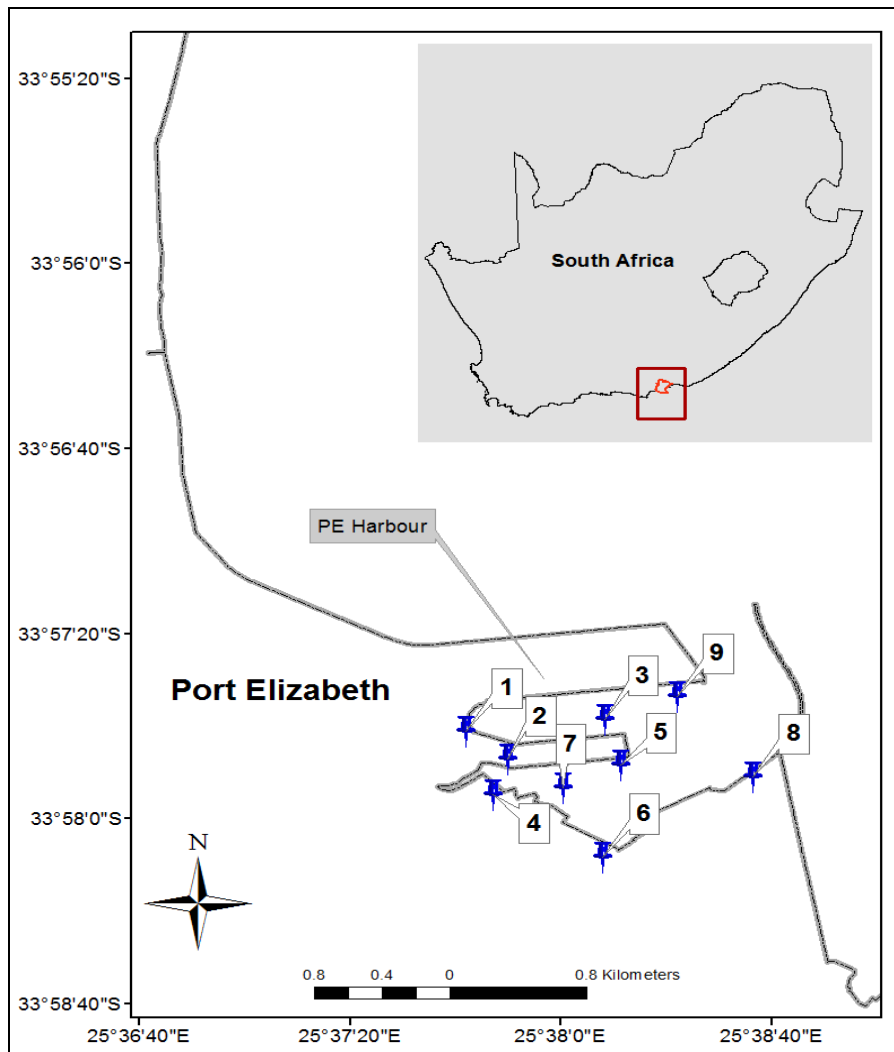 33°55'20"S
South Africa
33°56'0"S
33°56'40"S
PE Harbour
33°57'20"S
9
3
Port Elizabeth
1
2
5
7
8
33°58'0"S
4
6
N
0.8 0.4 0 0.8 Kilometers
33°58'40"S
25°36'40"E 25°37'20"E 25°38'0"E 25°38'40"E